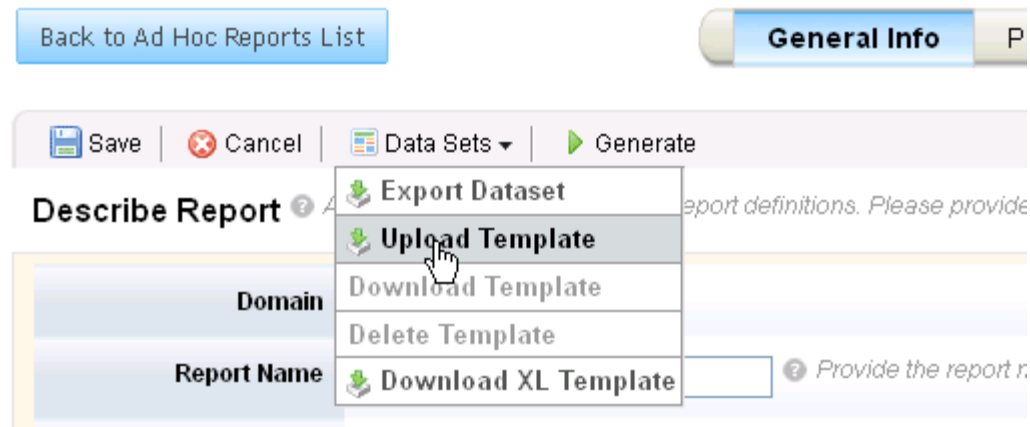 Back to Ad Hoc Reports List
General Info
Save Cancel Data Sets Generate
Export Dataset
Describe Report
report definitions. Please provide
Upload Template
Download Template
Domain
Delete Template
Report Name
Download XL Template
Provide the report